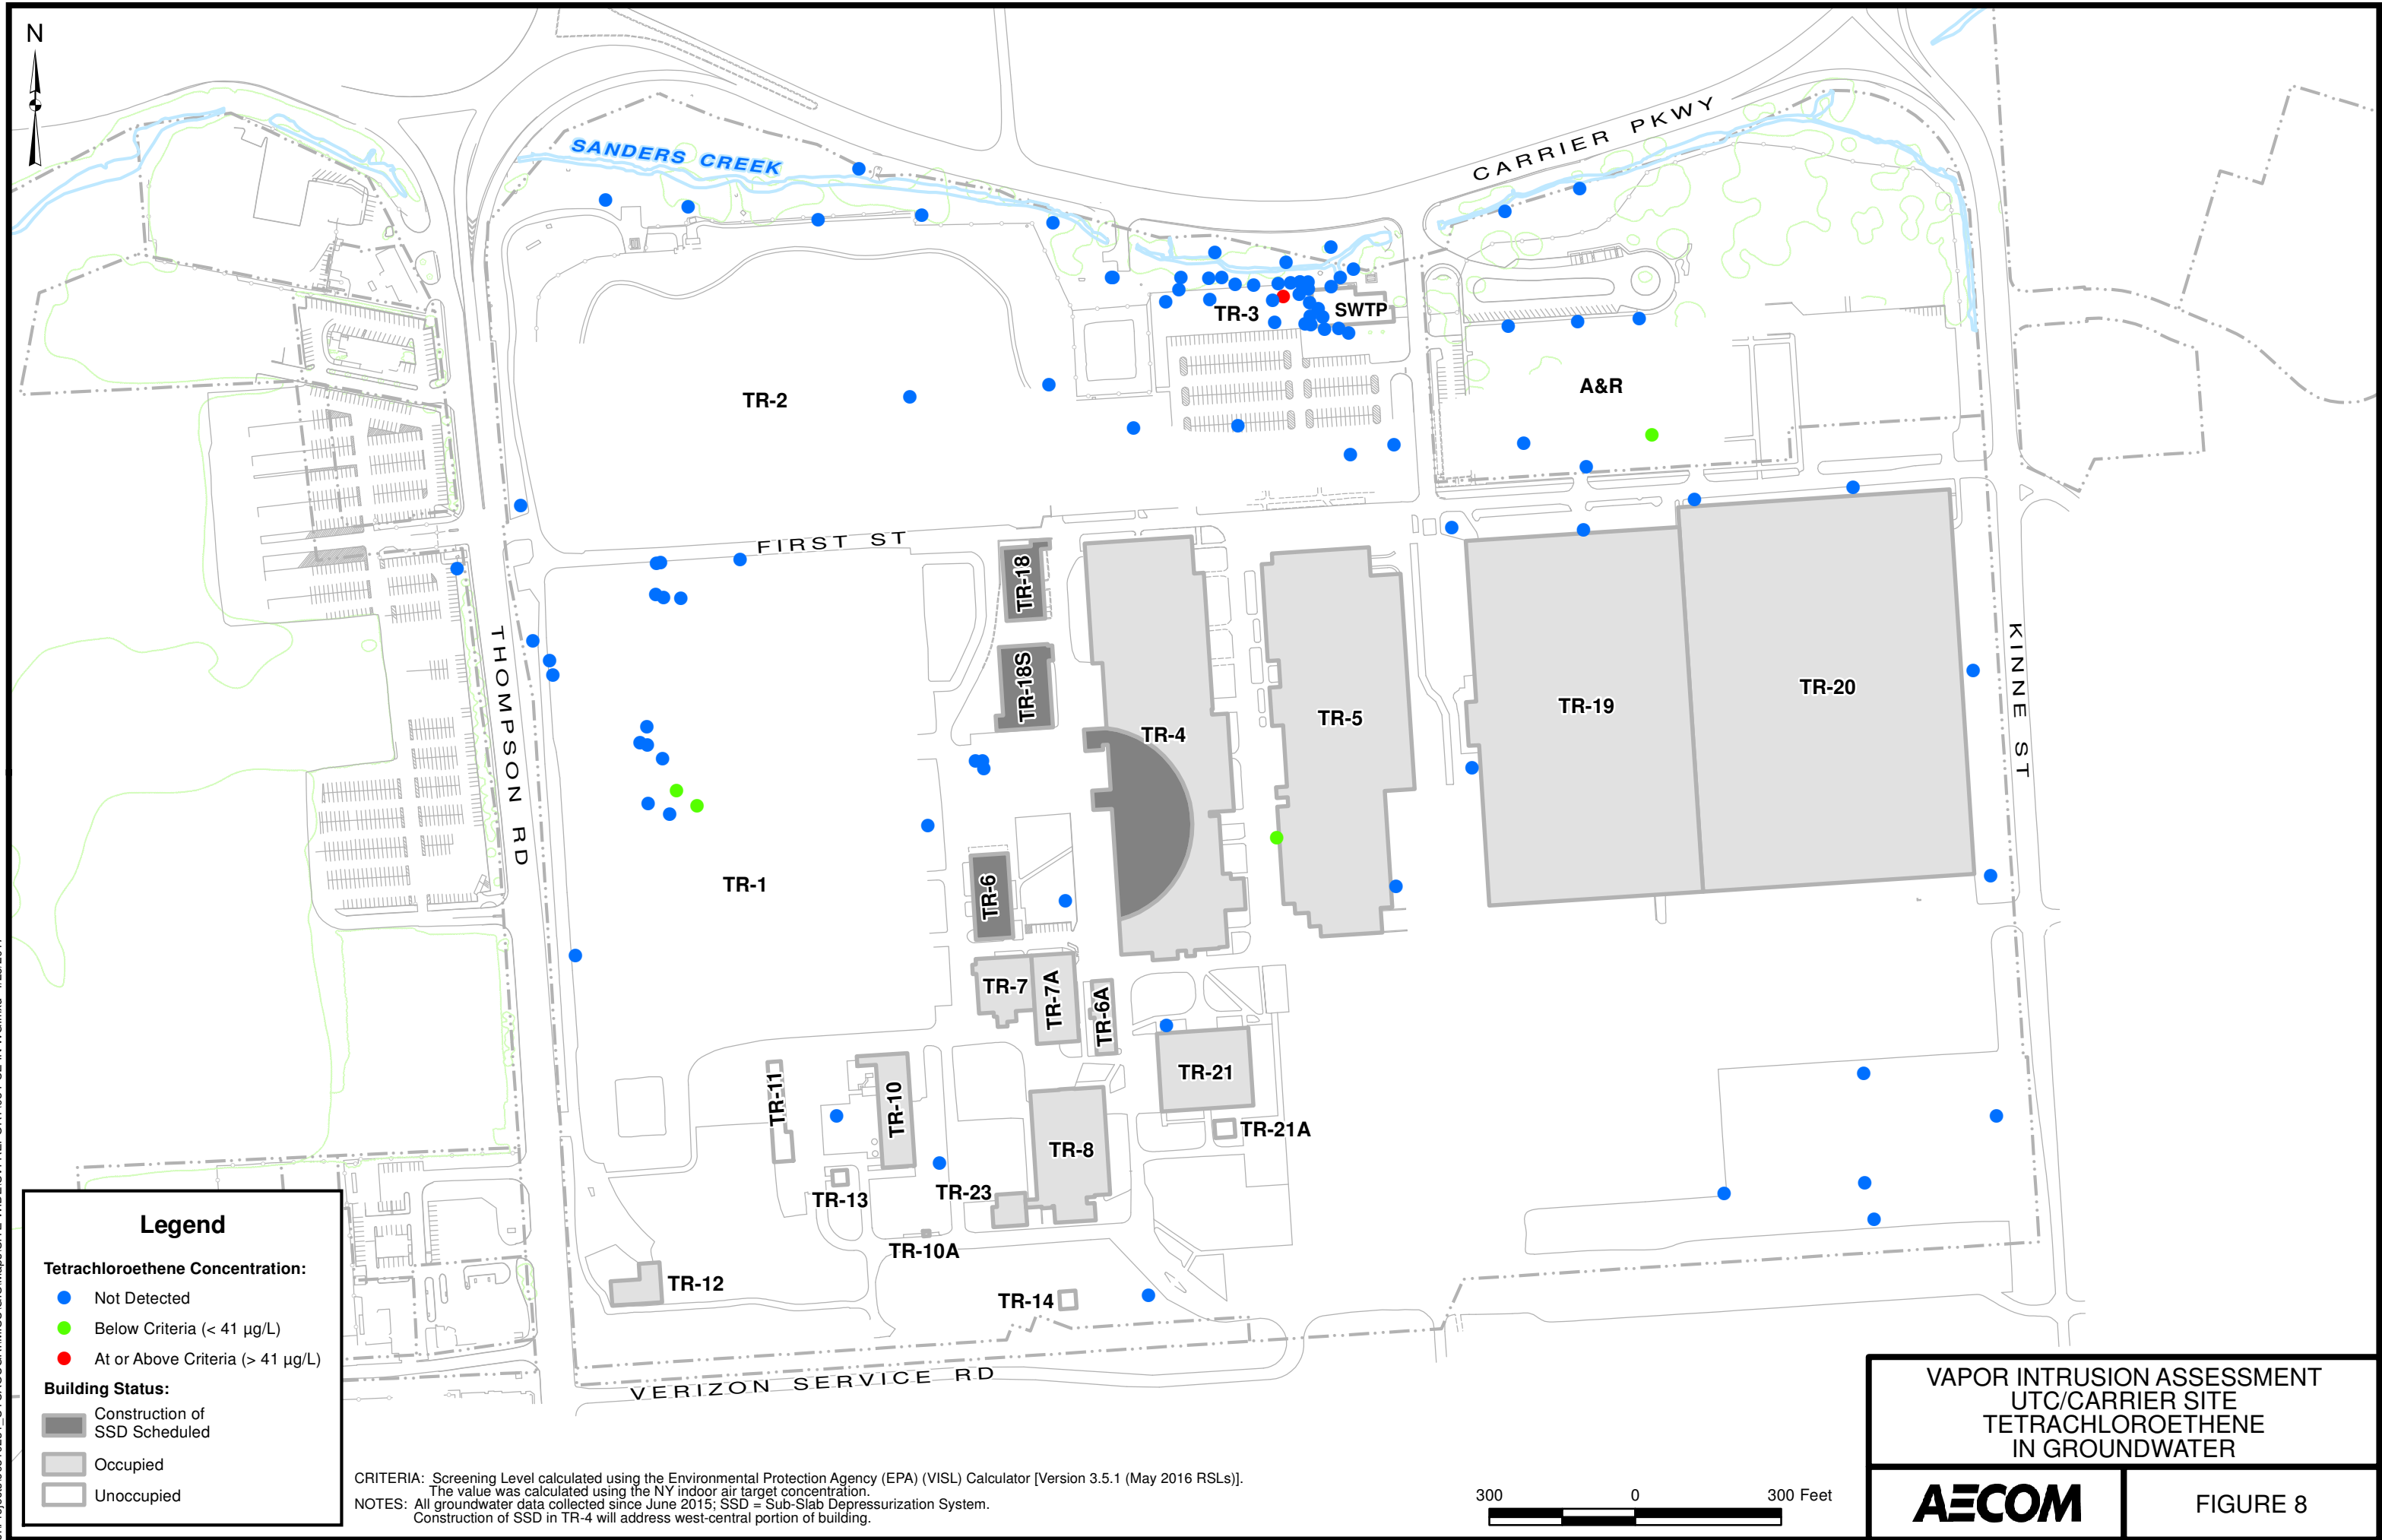 N
SANDERS CREEK
CARRIER PKWY
TR-3
SWTP
TR-2
A&R
FIRST ST
TR-18
TR-18S
THOMPSON RD
KINNE ST
TR-4
TR-5
TR-19
TR-20
TR-1
TR-6
TR-7
TR-7A
TR-6A
TR-21
TR-11
TR-10
TR-21A
TR-8
TR-13
TR-23
TR-10A
TR-12
TR-14
VERIZON SERVICE RD
Legend
Tetrachloroethene Concentration:
Not Detected
Below Criteria (< 41 µg/L)
At or Above Criteria (> 41 µg/L)
Building Status:
Construction of
SSD Scheduled
Occupied
Unoccupied
CRITERIA: Screening Level calculated using the Environmental Protection Agency (EPA) (VISL) Calculator [Version 3.5.1 (May 2016 RSLs)].
The value was calculated using the NY indoor air target concentration.
NOTES: All groundwater data collected since June 2015; SSD = Sub-Slab Depressurization System.
Construction of SSD in TR-4 will address west-central portion of building.
300 0 300 Feet
VAPOR INTRUSION ASSESSMENT
UTC/CARRIER SITE
TETRACHLOROETHENE
IN GROUNDWATER
AECOM
FIGURE 8